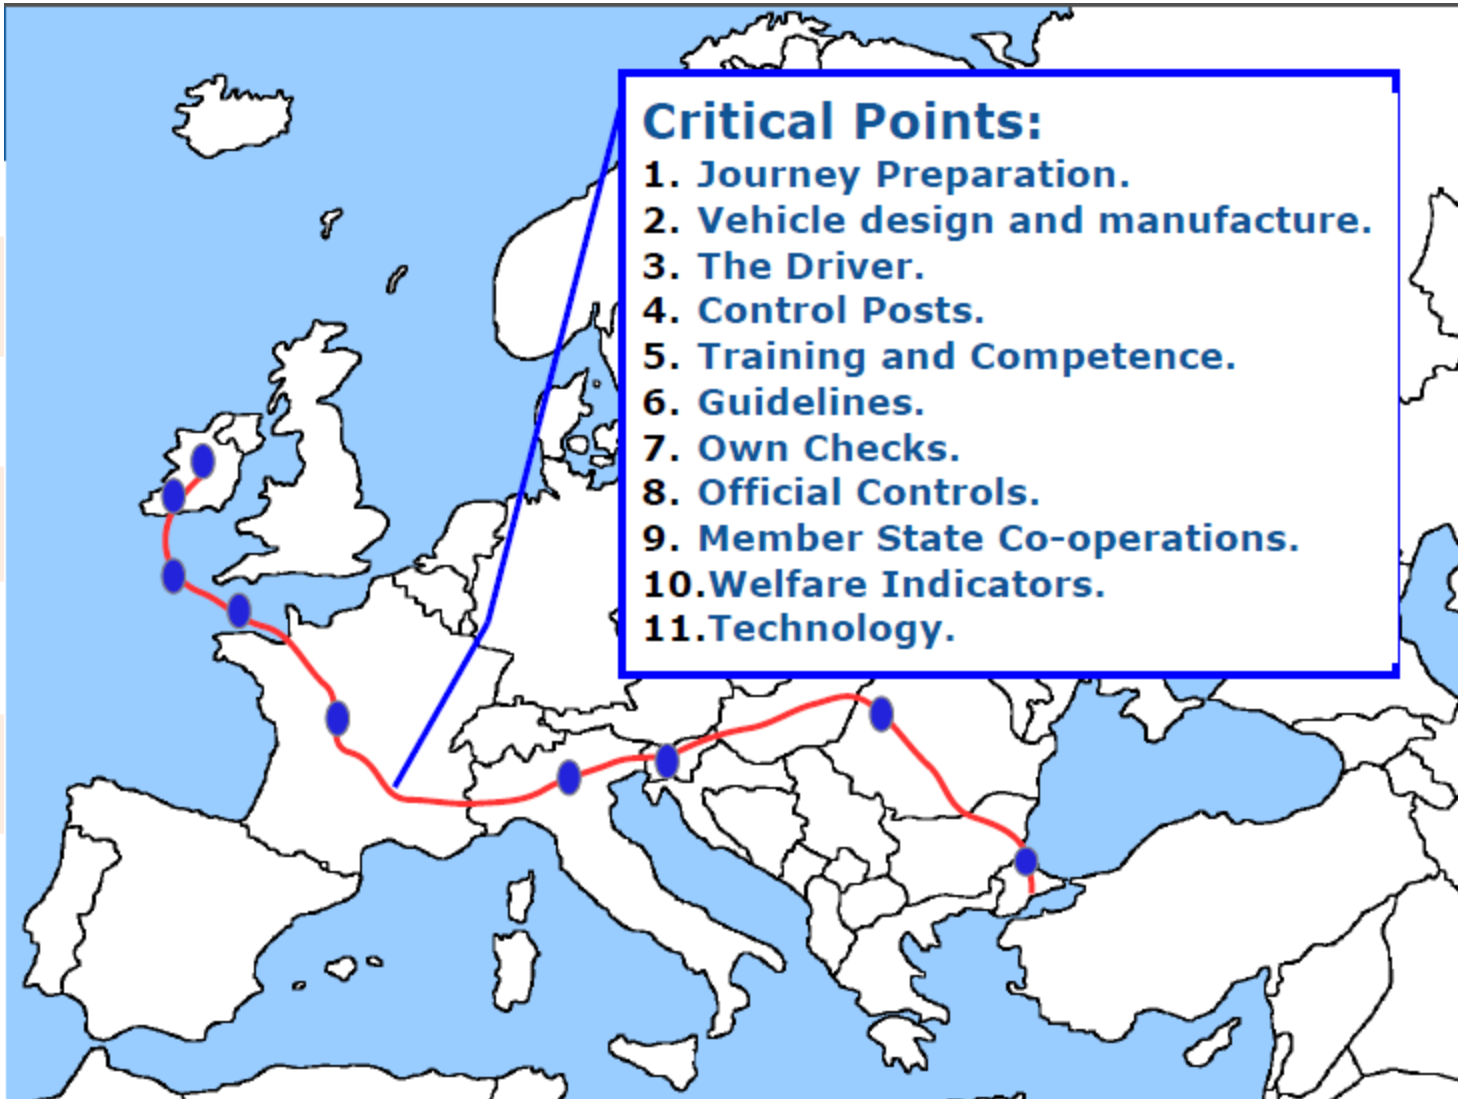 Critical Points:
1. Journey Preparation.
2. Vehicle design and manufacture.
3. The Driver.
4. Control Posts.
5. Training and Competence.
6. Guidelines.
7. Own Checks.
8. Official Controls.
9. Member State Co-operations.
10.Welfare Indicators.
11.Technology.